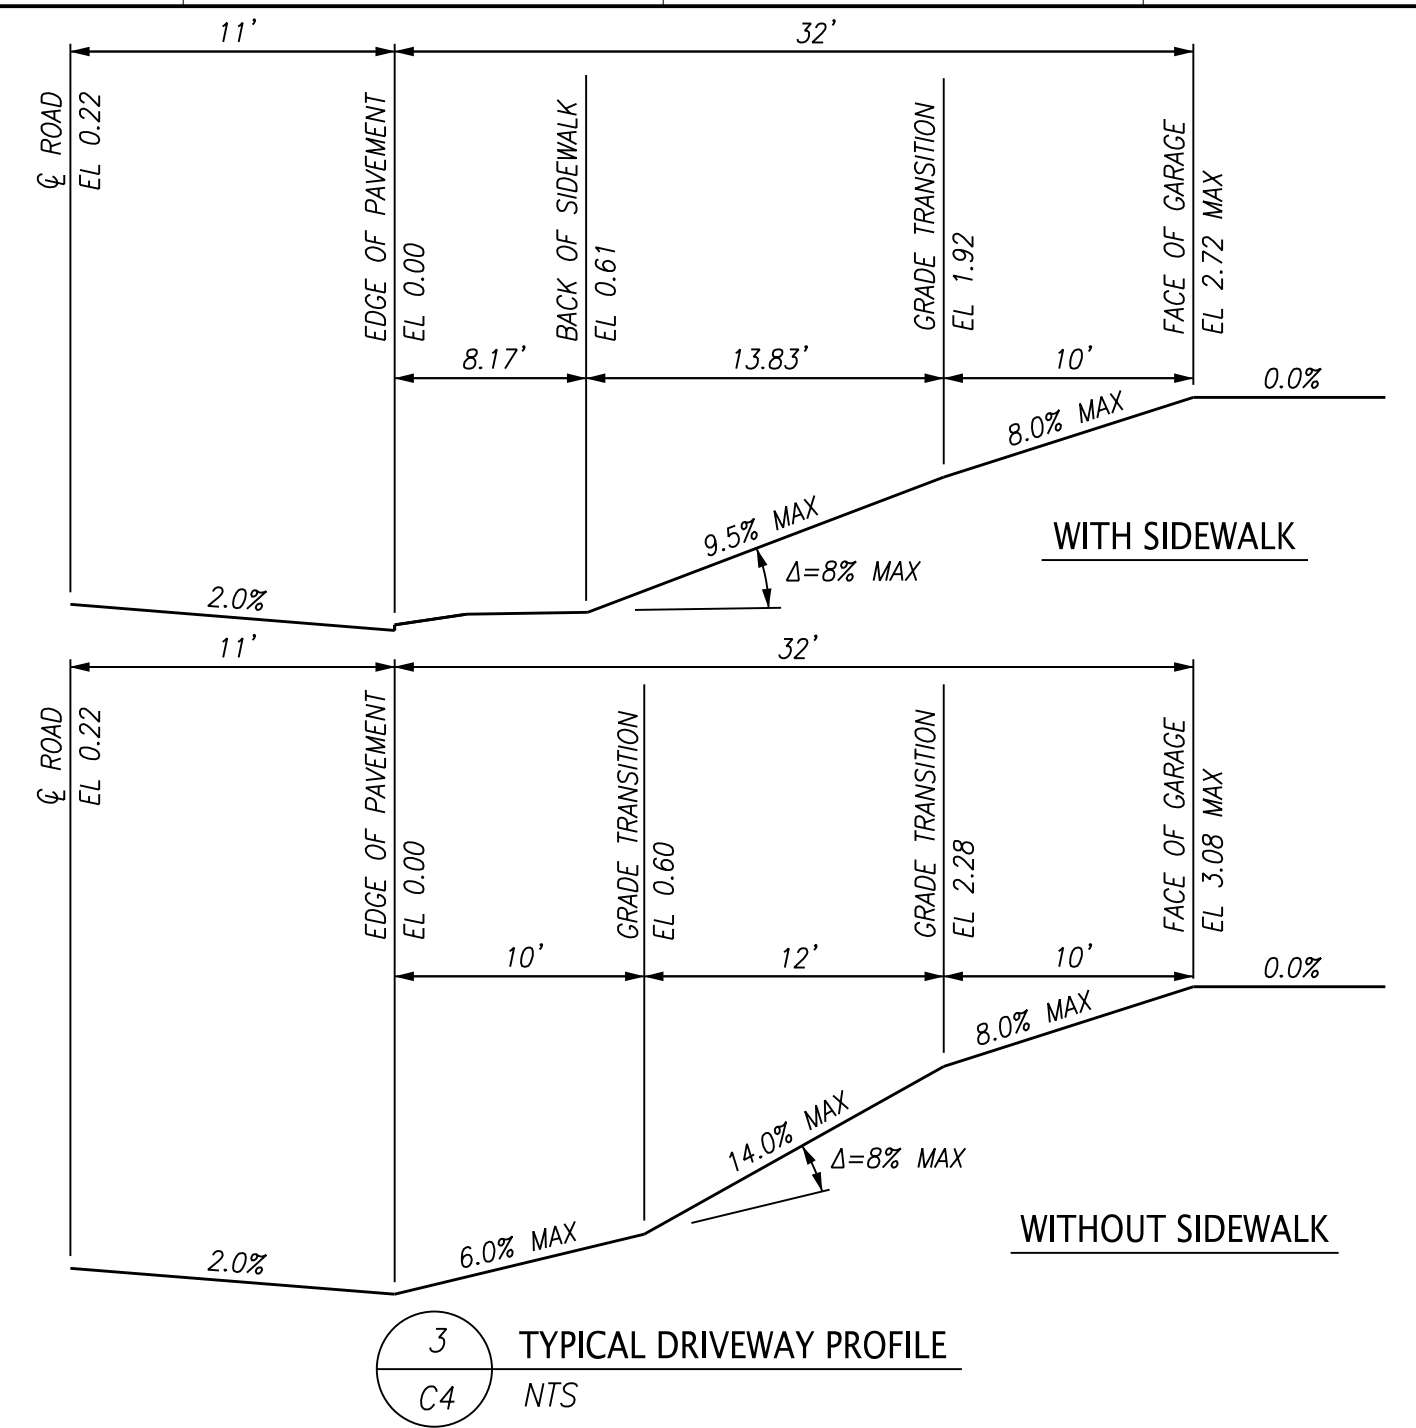 11'
32'
℄ ROAD
EL 0.22
EDGE OF PAVEMENT
EL 0.00
BACK OF SIDEWALK
EL 0.61
GRADE TRANSITION
EL 1.92
FACE OF GARAGE
EL 2.72 MAX
8.17'
13.83'
10'
0.0%
8.0% MAX
9.5% MAX
Δ=8% MAX
WITH SIDEWALK
2.0%
11'
32'
℄ ROAD
EL 0.22
EDGE OF PAVEMENT
EL 0.00
GRADE TRANSITION
EL 0.60
GRADE TRANSITION
EL 2.28
FACE OF GARAGE
EL 3.08 MAX
10'
12'
10'
0.0%
8.0% MAX
14.0% MAX
Δ=8% MAX
WITHOUT SIDEWALK
6.0% MAX
2.0%
3
TYPICAL DRIVEWAY PROFILE
C4
NTS